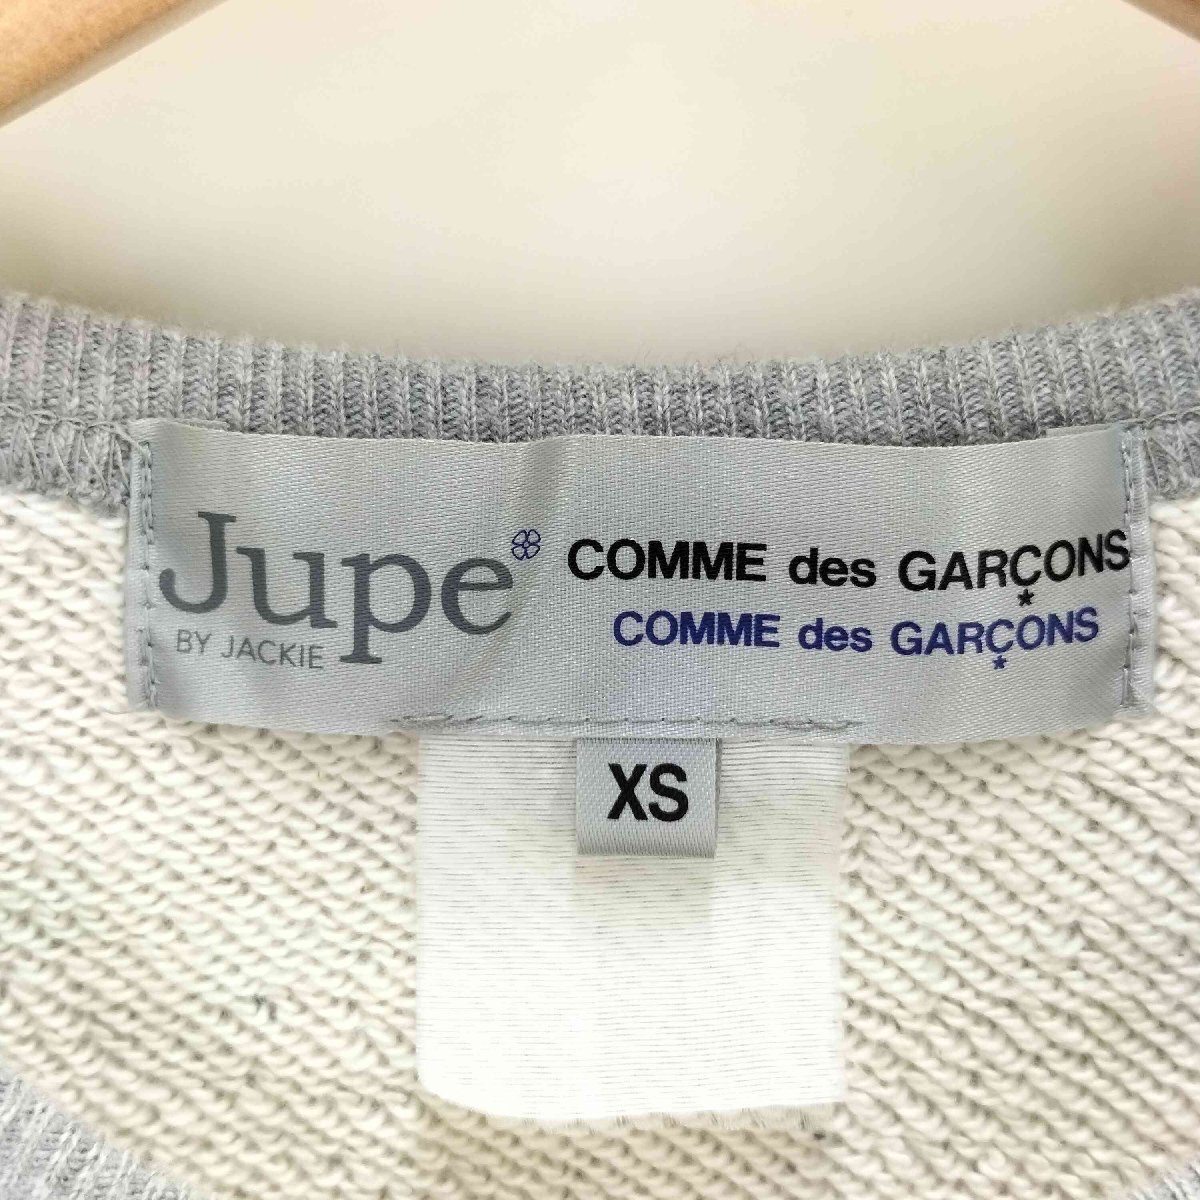 Jupe
BY JACKIE
COMME des GARÇONS
COMME des GARÇONS
XS